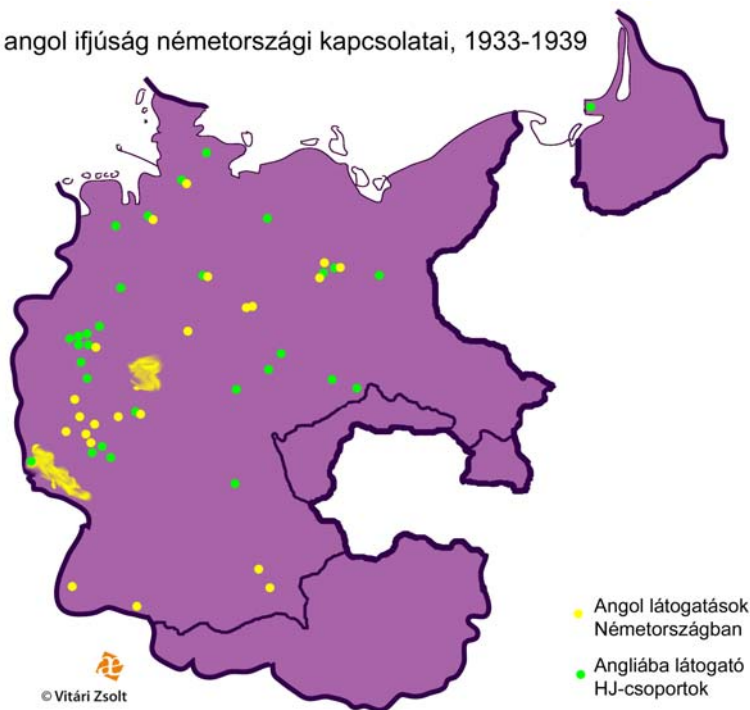 angol ifjúság németországi kapcsolatai, 1933-1939
Angol látogatások
Németországban
Angliába látogató
HJ-csoportok
© Vitári Zsolt